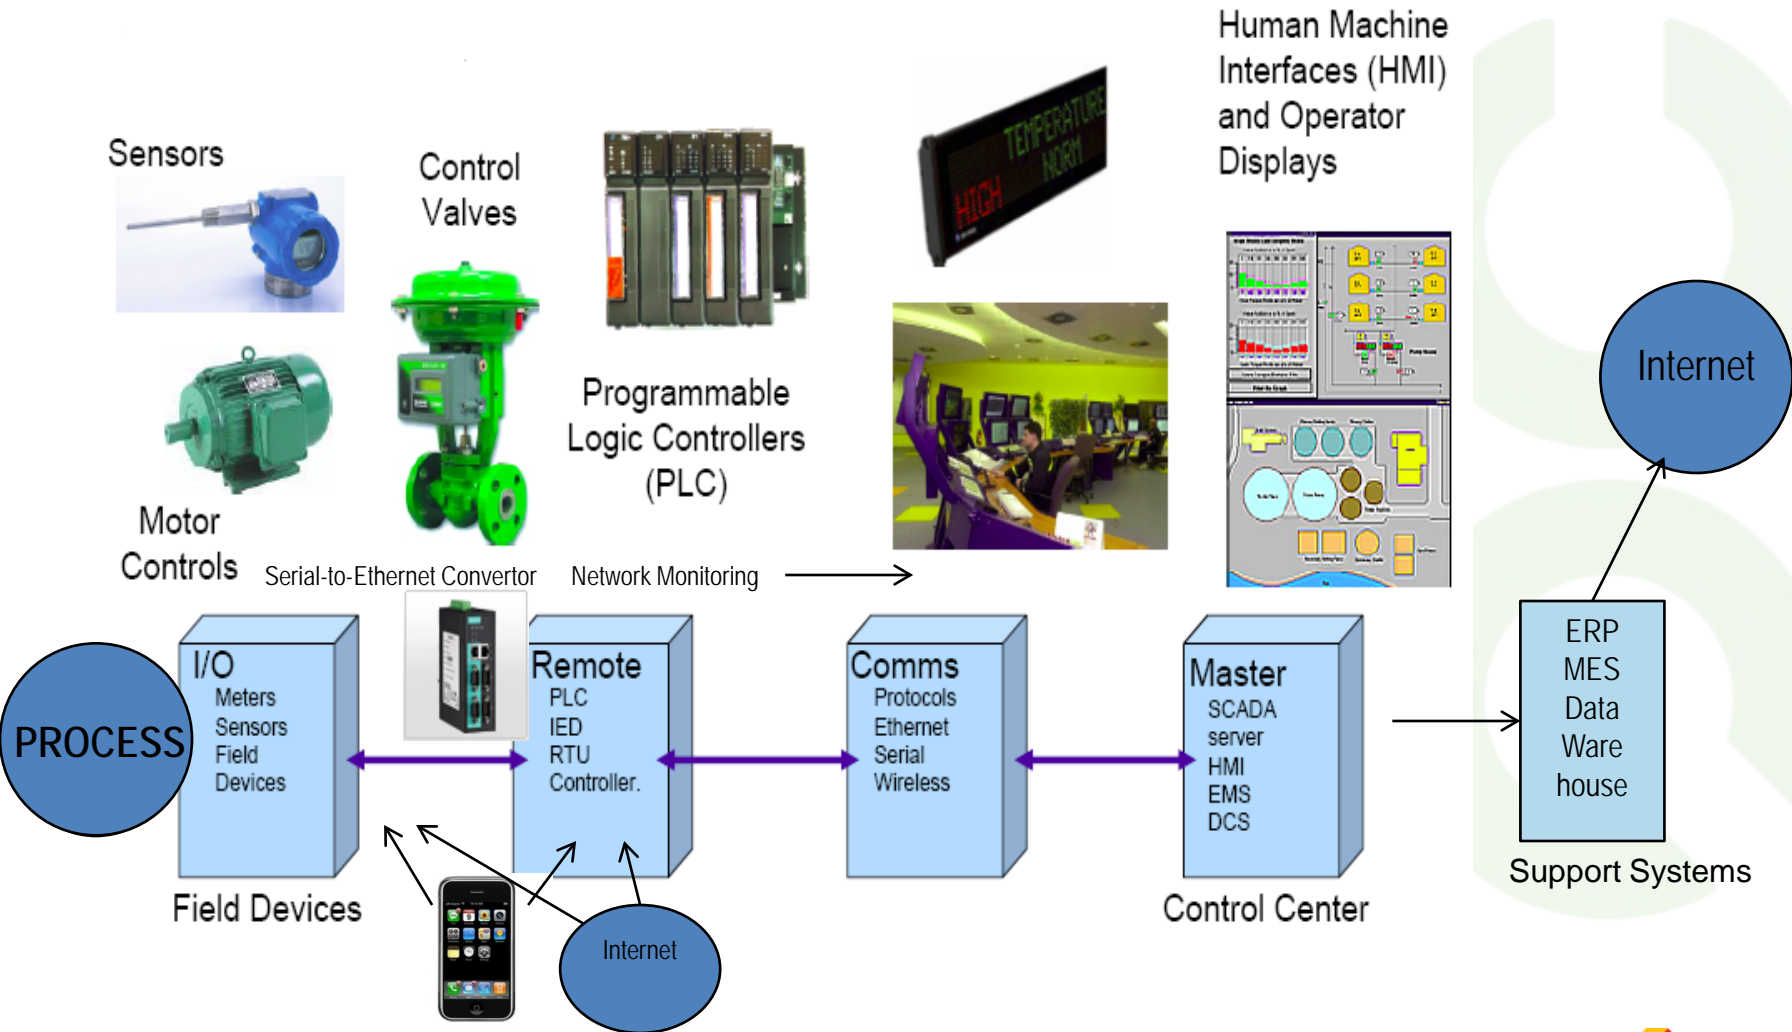 Human Machine
Interfaces (HMI)
and Operator
Displays
Sensors
Control
Valves
TEMPERATURE
HIGH NORM
Programmable
Logic Controllers
(PLC)
Internet
Motor
Controls
Serial-to-Ethernet Convertor
Network Monitoring
PROCESS
I/O
Meters
Sensors
Field
Devices
Remote
PLC
IED
RTU
Controller.
Comms
Protocols
Ethernet
Serial
Wireless
Master
SCADA
server
HMI
EMS
DCS
ERP
MES
Data
Ware
house
Support Systems
Field Devices
Control Center
Internet